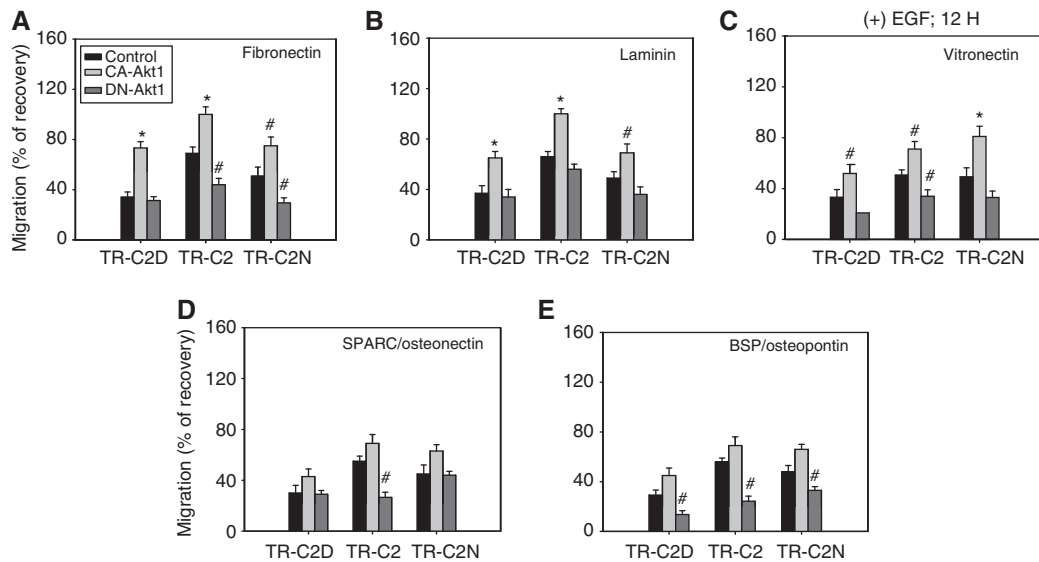 A
B
C
(+) EGF; 12 H
Migration (% of recovery)
160
120
80
40
0
Control
CA-Akt1
DN-Akt1
Fibronectin
*
*
#
#
#
TR-C2D TR-C2 TR-C2N
160
120
80
40
0
Laminin
*
*
#
TR-C2D TR-C2 TR-C2N
160
120
80
40
0
Vitronectin
#
#
#
*
TR-C2D TR-C2 TR-C2N
D
E
Migration (% of recovery)
160
120
80
40
0
SPARC/osteonectin
#
TR-C2D TR-C2 TR-C2N
160
120
80
40
0
BSP/osteopontin
#
#
#
TR-C2D TR-C2 TR-C2N